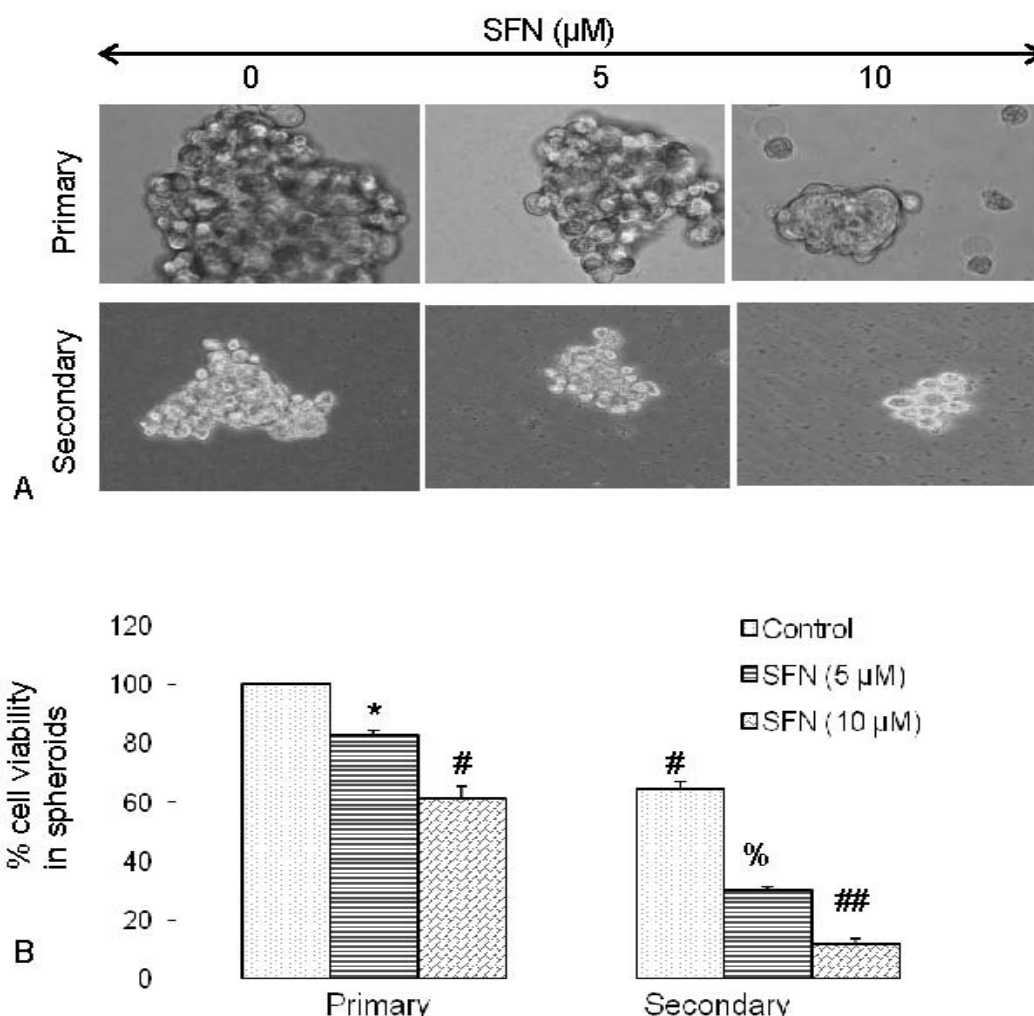 SFN (µM)
0 5 10
Primary
Secondary
A
120
100
80
60
40
20
0
% cell viability
in spheroids
* # # % ##
Control
SFN (5 µM)
SFN (10 µM)
B
Primary Secondary